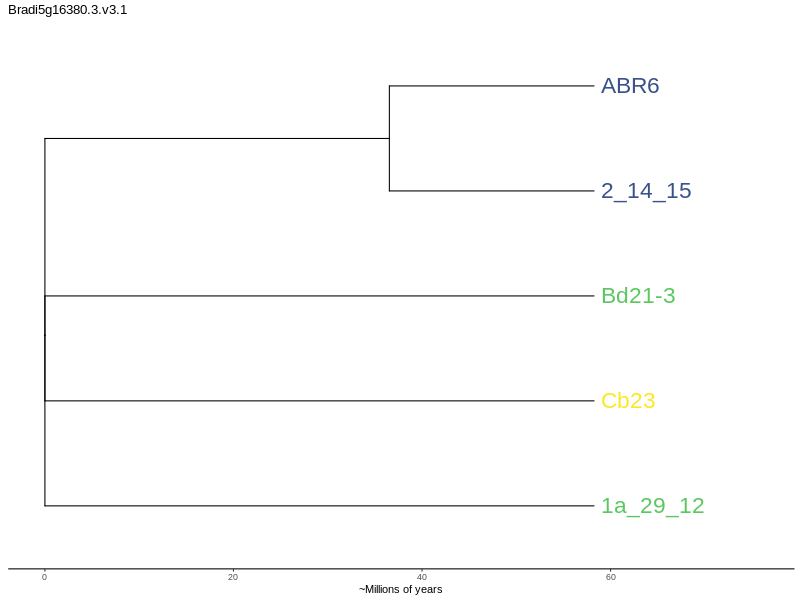 Bradi5g16380.3.v3.1
ABR6
2_14_15
Bd21-3
Cb23
1a_29_12
0 20 40 60
~Millions of years